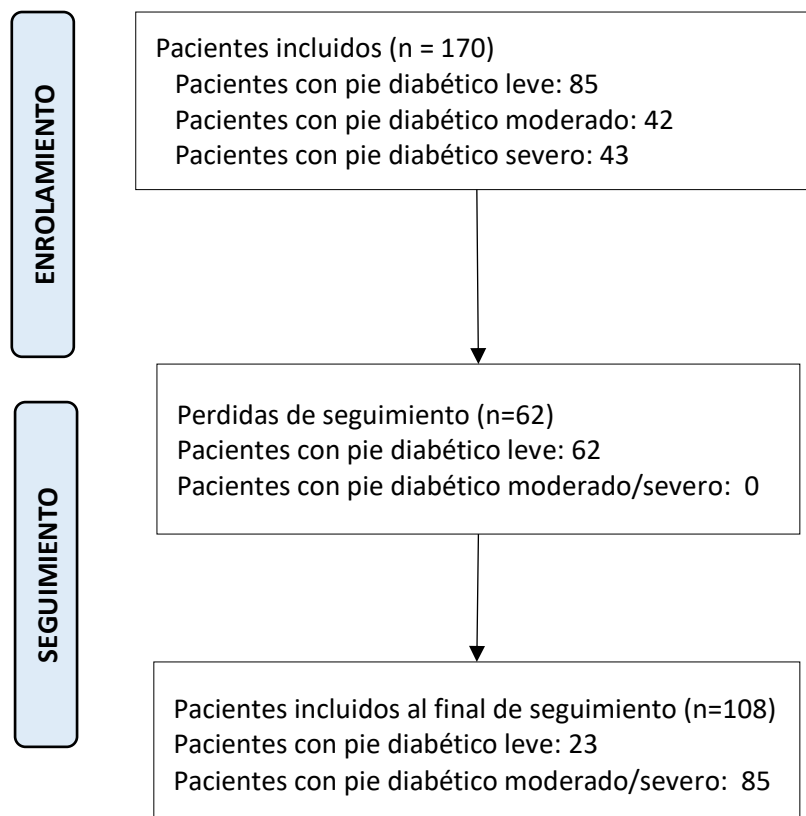 ENROLAMIENTO
Pacientes incluidos (n = 170)
Pacientes con pie diabético leve: 85
Pacientes con pie diabético moderado: 42
Pacientes con pie diabético severo: 43
SEGUIMIENTO
Perdidas de seguimiento (n=62)
Pacientes con pie diabético leve: 62
Pacientes con pie diabético moderado/severo: 0
Pacientes incluidos al final de seguimiento (n=108)
Pacientes con pie diabético leve: 23
Pacientes con pie diabético moderado/severo: 85